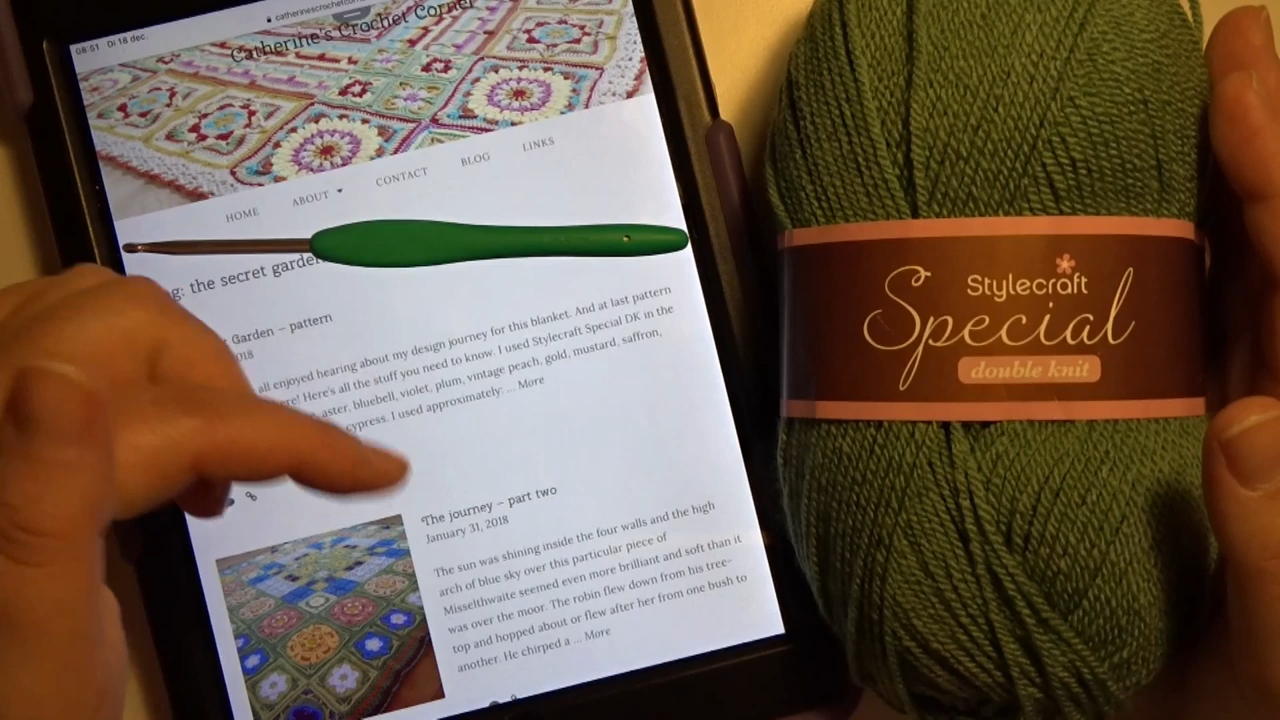 08:51 Di 18 dec.
Catherine's Crochet Corner
HOME ABOUT CONTACT BLOG LINKS
the secret garden
Garden – pattern
018
all enjoyed hearing about my design journey for this blanket. And at last pattern
Here's all the stuff you need to know. I used Stylecraft Special DK in the
aster, bluebell, violet, plum, vintage peach, gold, mustard, saffron,
cypress. I used approximately: ... More
The journey – part two
January 31, 2018
The sun was shining inside the four walls and the high
arch of blue sky over this particular piece of
Misselthwaite seemed even more brilliant and soft than it
was over the moor. The robin flew down from his tree-
top and hopped about or flew after her from one bush to
another. He chirped a ... More
Stylecraft
Special
double knit